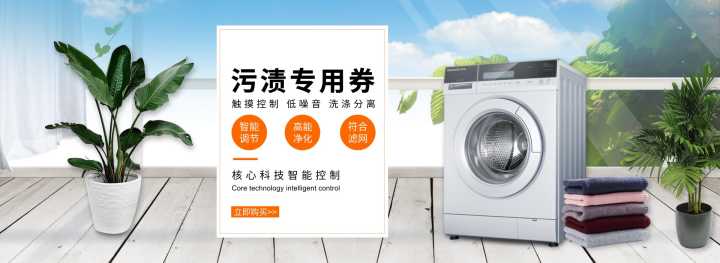 污渍专用券
触摸控制 低噪音 洗涤分离
智能
调节
高能
净化
符合
滤网
核心科技智能控制
Core technology intelligent control
立即购买>>